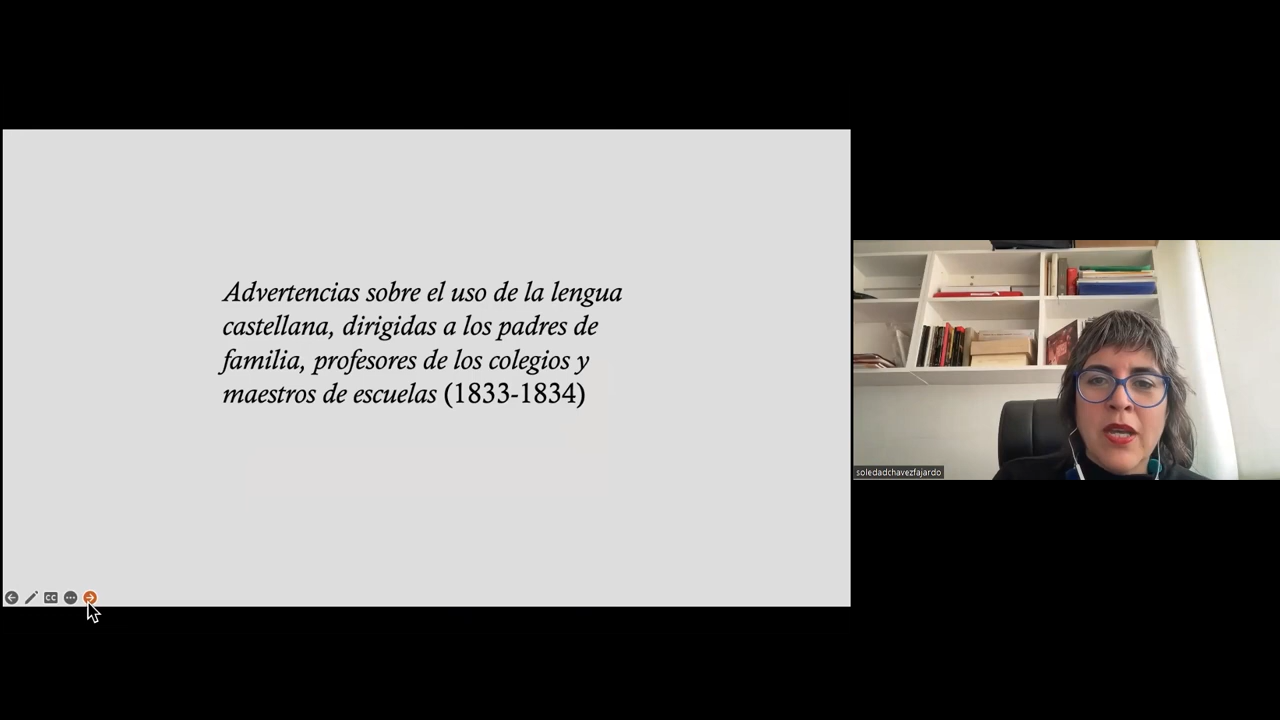 Advertencias sobre el uso de la lengua
castellana, dirigidas a los padres de
familia, profesores de los colegios y
maestros de escuelas (1833-1834)
soledadchavezfajardo
CC